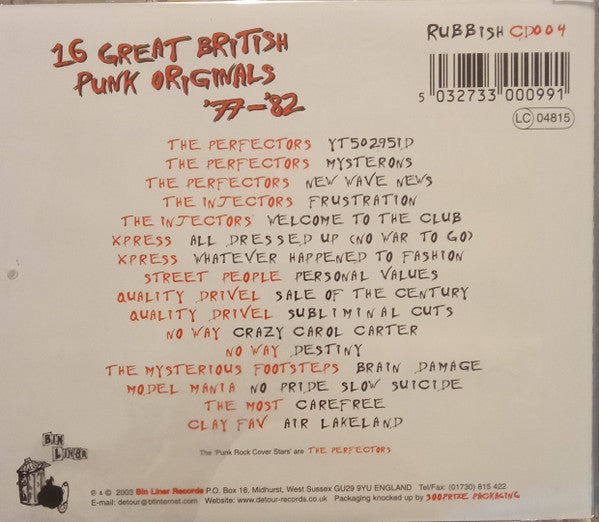 16 GREAT BRITISH
PUNK ORIGINALS
'77-'82
RUBBISH CD004
5 032733 000991
LC 04815
THE PERFECTORS YT502951D
THE PERFECTORS MYSTERONS
THE PERFECTORS NEW WAVE NEWS
THE INJECTORS FRUSTRATION
THE INJECTORS WELCOME TO THE CLUB
XPRESS ALL DRESSED UP (NO WAR TO GO)
XPRESS WHATEVER HAPPENED TO FASHION
STREET PEOPLE PERSONAL VALUES
QUALITY DRIVEL SALE OF THE CENTURY
QUALITY DRIVEL SUBLIMINAL CUTS
NO WAY CRAZY CAROL CARTER
NO WAY DESTINY
THE MYSTERIOUS FOOTSTEPS BRAIN DAMAGE
MODEL MANIA NO PRIDE SLOW SUICIDE
THE MOST CAREFREE
CLAY FAV AIR LAKELAND
The 'Punk Rock Cover Stars' are THE PERFECTORS
BIN
LINER
℗ & © 2003 Bin Liner Records P.O. Box 18, Midhurst, West Sussex GU29 9YU ENGLAND Tel/Fax: (01730) 815 422
E-mail: detour@btinternet.com Website: www.detour-records.co.uk Packaging knocked up by 300PRIZE PACKAGING